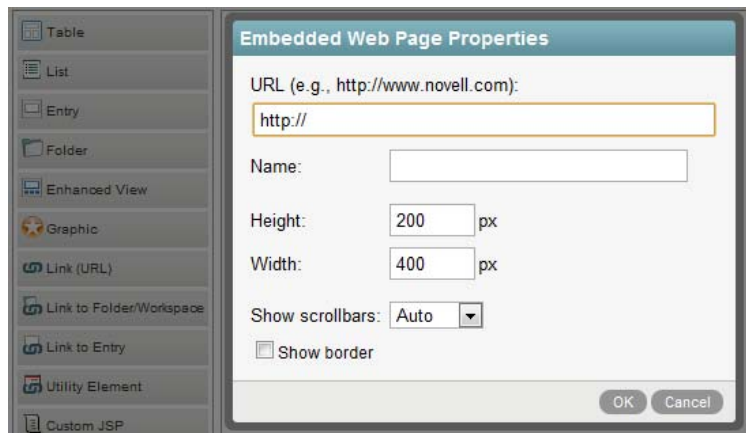 Table
List
Entry
Folder
Enhanced View
Graphic
Link (URL)
Link to Folder/Workspace
Link to Entry
Utility Element
Custom JSP
Embedded Web Page Properties
URL (e.g., http://www.novell.com):
http://
Name:
Height: 200 px
Width: 400 px
Show scrollbars: Auto
Show border
OK Cancel